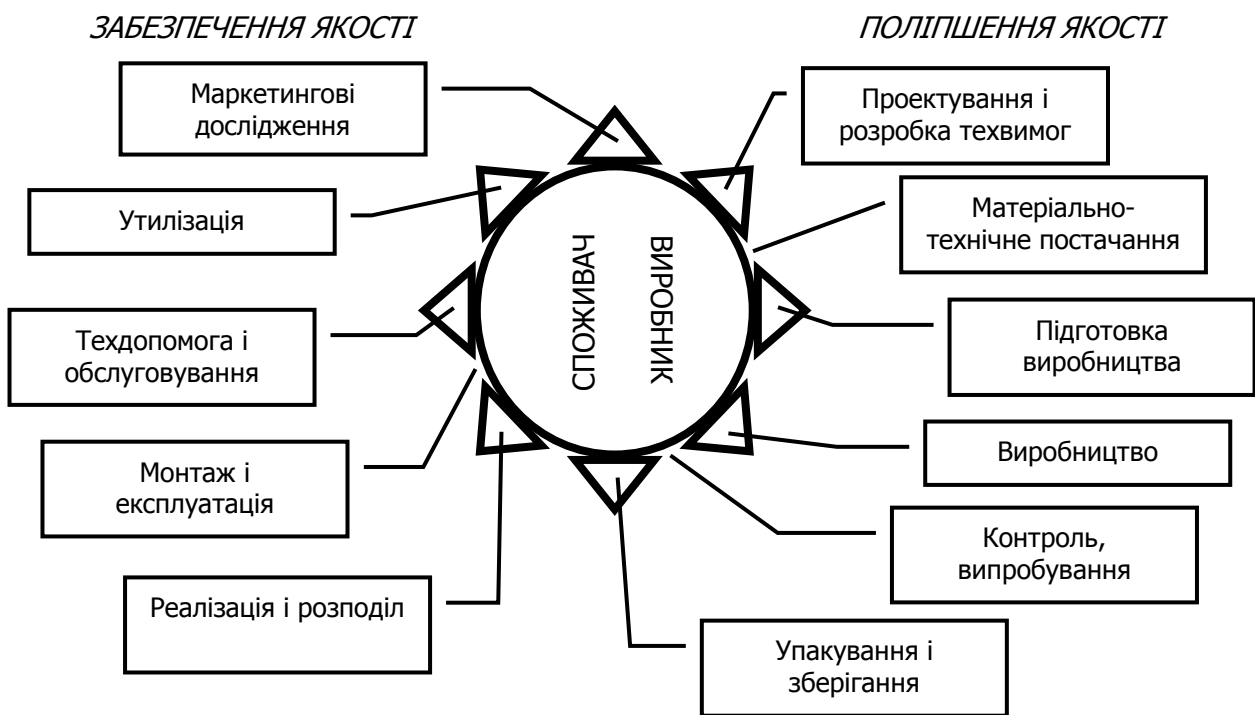 ЗАБЕЗПЕЧЕННЯ ЯКОСТІ
ПОЛІПШЕННЯ ЯКОСТІ
Маркетингові
дослідження
Проектування і
розробка техвимог
Утилізація
Матеріально-
технічне постачання
СПОЖИВАЧ
ВИРОБНИК
Техдопомога і
обслуговування
Підготовка
виробництва
Монтаж і
експлуатація
Виробництво
Контроль,
випробування
Реалізація і розподіл
Упакування і
зберігання